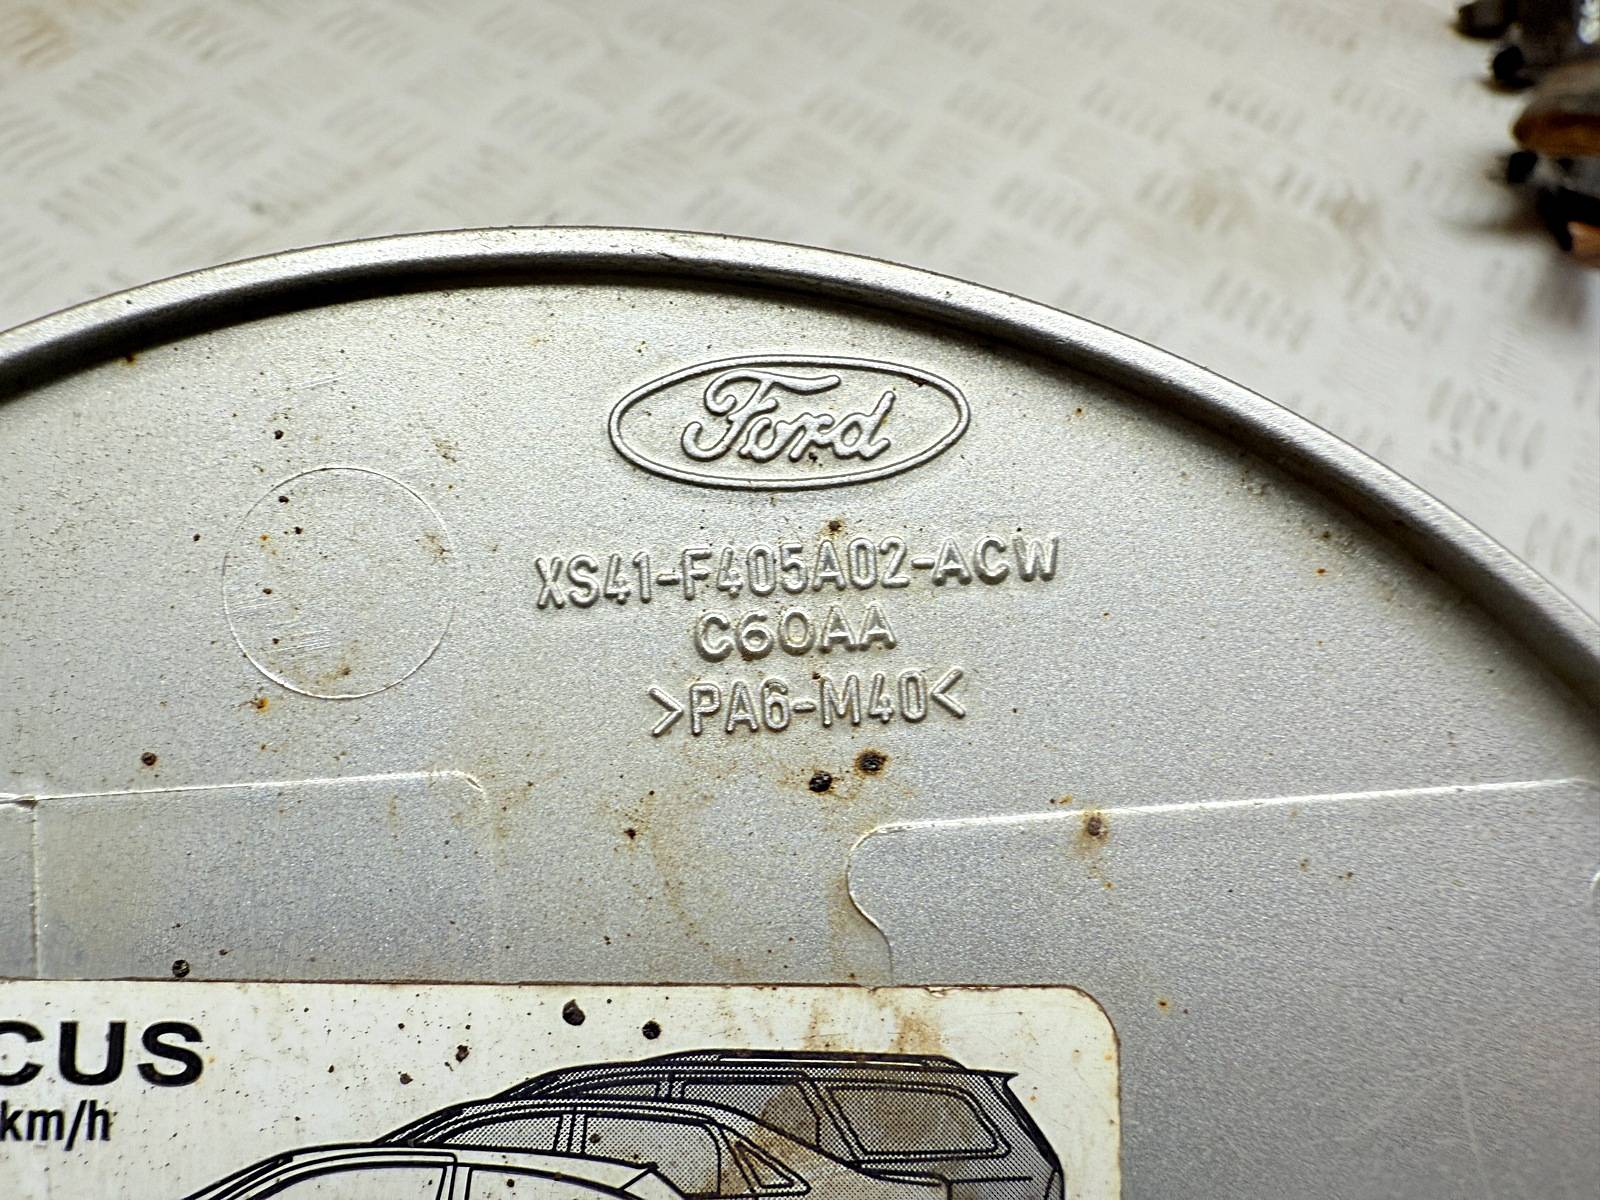 Ford
XS41-F405A02-ACW
C60AA
>PA6-M40<
CUS
km/h